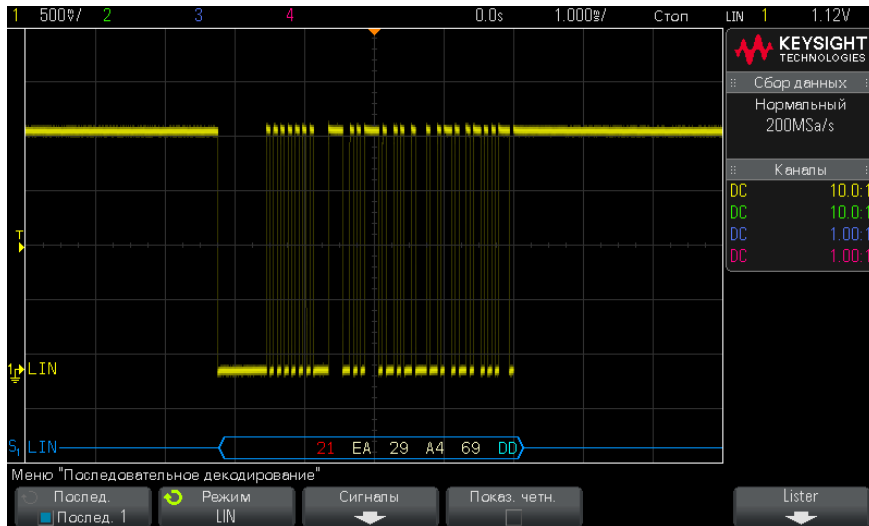 1 500㎷/ 2 3 4 0.0s 1.000㎳/ Стоп LIN 1 1.12V
KEYSIGHT
TECHNOLOGIES
Сбор данных
Нормальный
200MSa/s
Каналы
DC 10.0:1
DC 10.0:1
DC 1.00:1
DC 1.00:1
T
1 LIN
S1 LIN 21 EA 29 A4 69 DD
Меню "Последовательное декодирование"
Послед. Режим Сигналы Показ. четн. Lister
Послед. 1 LIN